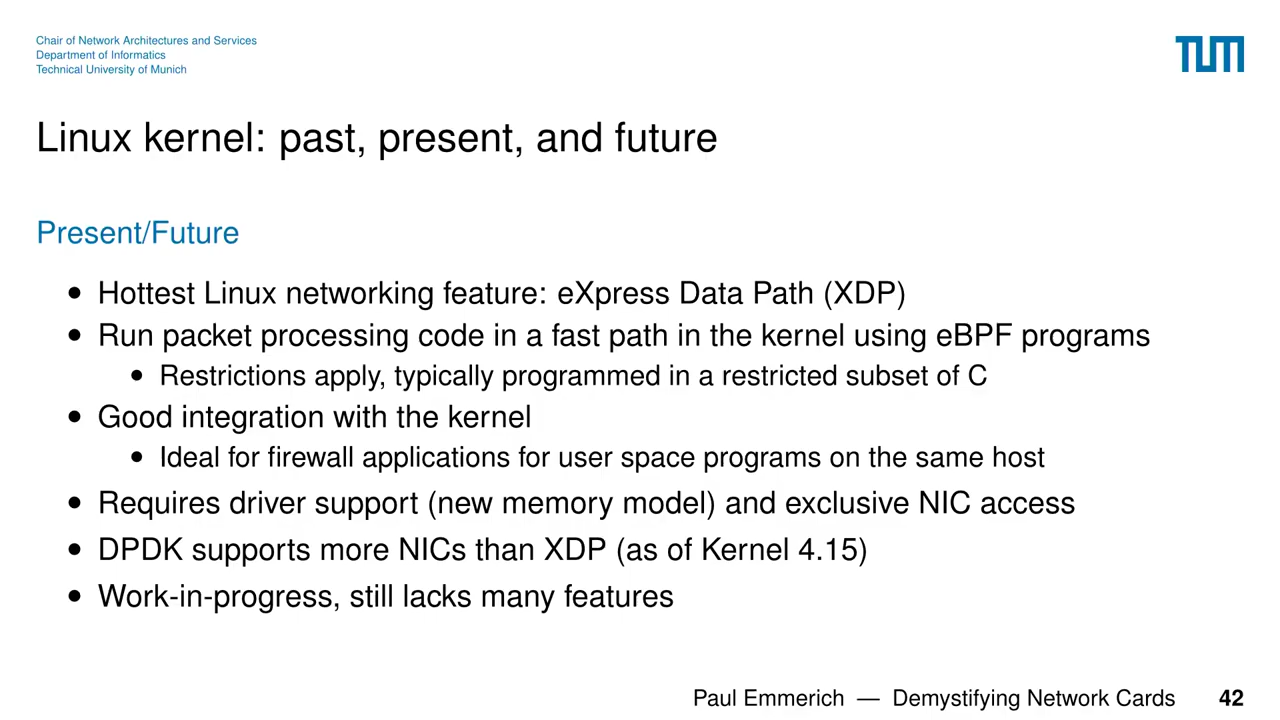 Chair of Network Architectures and Services
Department of Informatics
Technical University of Munich
TUM
Linux kernel: past, present, and future
Present/Future
• Hottest Linux networking feature: eXpress Data Path (XDP)
• Run packet processing code in a fast path in the kernel using eBPF programs
• Restrictions apply, typically programmed in a restricted subset of C
• Good integration with the kernel
• Ideal for firewall applications for user space programs on the same host
• Requires driver support (new memory model) and exclusive NIC access
• DPDK supports more NICs than XDP (as of Kernel 4.15)
• Work-in-progress, still lacks many features
Paul Emmerich — Demystifying Network Cards 42